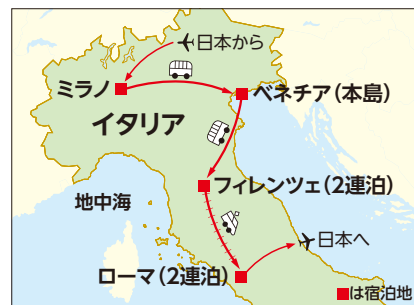 日本から
ミラノ
ベネチア(本島)
イタリア
フィレンツェ(2連泊)
地中海
日本へ
ローマ(2連泊)
■は宿泊地